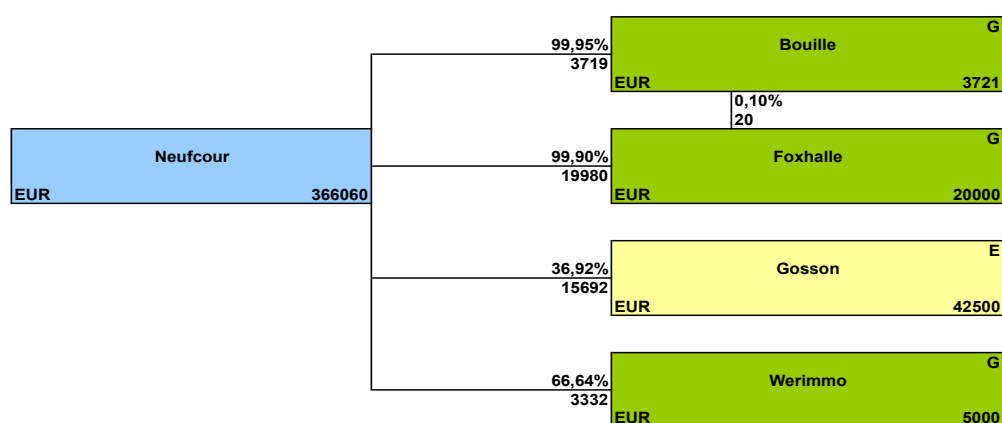 Neufcour
EUR 366060
99,95%
3719
G
Bouille
EUR 3721
0,10%
20
99,90%
19980
G
Foxhalle
EUR 20000
36,92%
15692
E
Gosson
EUR 42500
66,64%
3332
G
Werimmo
EUR 5000